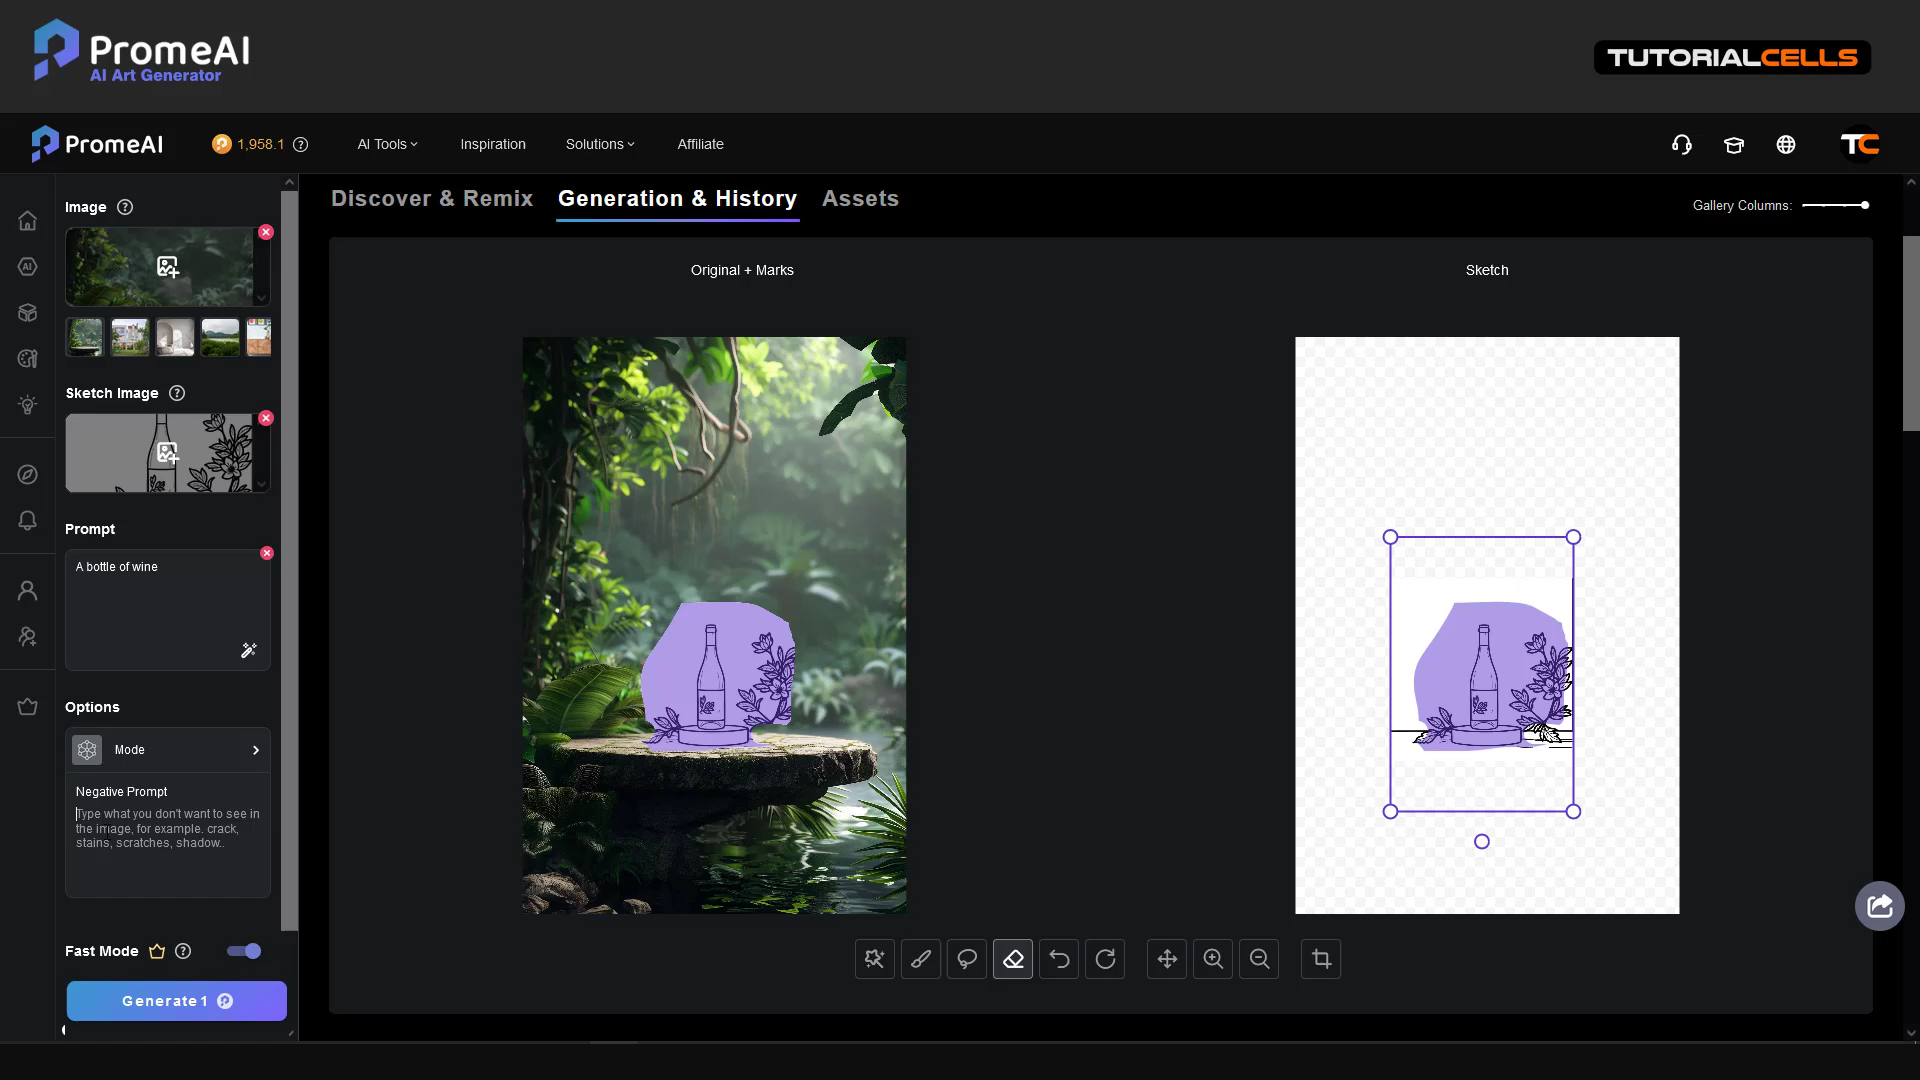 PromeAI
AI Art Generator
TUTORIALCELLS
PromeAI
1,958.1
AI Tools
Inspiration
Solutions
Affiliate
TC
Image
Discover & Remix
Generation & History
Assets
Gallery Columns:
Original + Marks
Sketch
Sketch Image
Prompt
A bottle of wine
Options
Mode
Negative Prompt
Type what you don't want to see in
the image, for example. crack,
stains, scratches, shadow..
Fast Mode
Generate 1